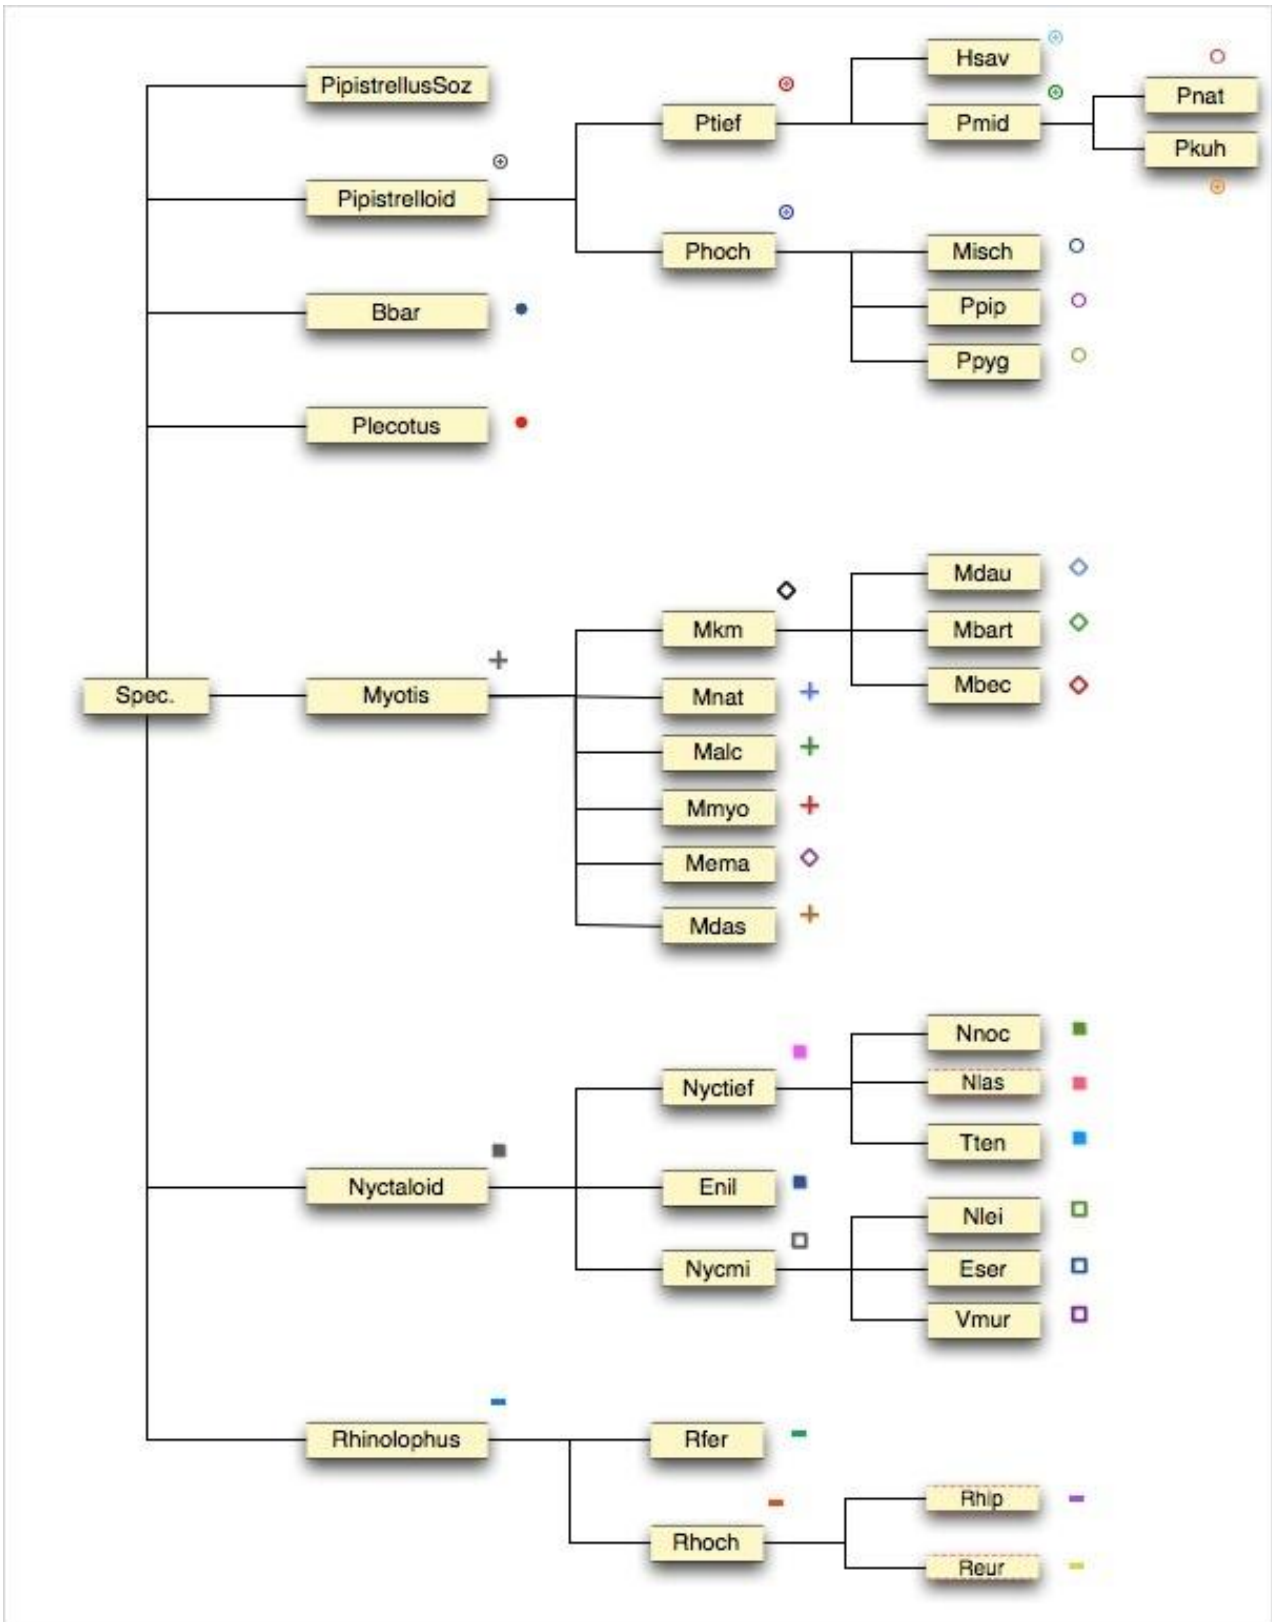 Hsav
PipistrellusSoz
Pnat
Ptief
Pmid
Pkuh
Pipistrelloid
Phoch
Misch
Bbar
Ppip
Ppyg
Plecotus
Mdau
Mkm
Mbart
Mbec
Spec.
Myotis
Mnat
Malc
Mmyo
Mema
Mdas
Nnoc
Nyctief
Nlas
Tten
Nyctaloid
Enil
Nlei
Nycmi
Eser
Vmur
Rhinolophus
Rfer
Rhip
Rhoch
Reur